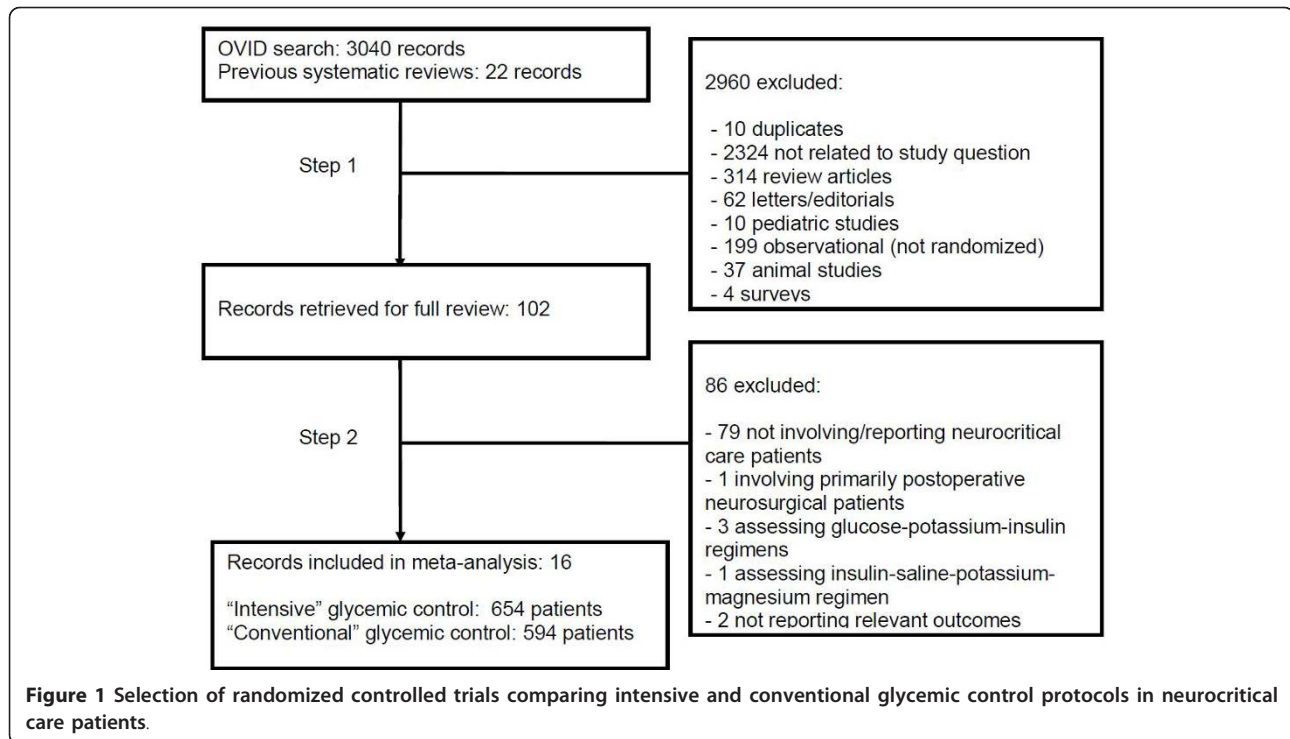 OVID search: 3040 records
Previous systematic reviews: 22 records
2960 excluded:
- 10 duplicates
- 2324 not related to study question
- 314 review articles
- 62 letters/editorials
- 10 pediatric studies
- 199 observational (not randomized)
- 37 animal studies
- 4 surveys
Step 1
Records retrieved for full review: 102
86 excluded:
- 79 not involving/reporting neurocritical
care patients
- 1 involving primarily postoperative
neurosurgical patients
- 3 assessing glucose-potassium-insulin
regimens
- 1 assessing insulin-saline-potassium-
magnesium regimen
- 2 not reporting relevant outcomes
Step 2
Records included in meta-analysis: 16
“Intensive” glycemic control: 654 patients
“Conventional” glycemic control: 594 patients
Figure 1 Selection of randomized controlled trials comparing intensive and conventional glycemic control protocols in neurocritical
care patients.